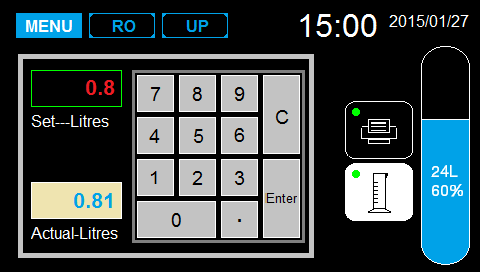 MENU RO UP 15:00 2015/01/27
0.8
Set---Litres
7 8 9 C
4 5 6
1 2 3 Enter
0 .
0.81
Actual-Litres
24L
60%